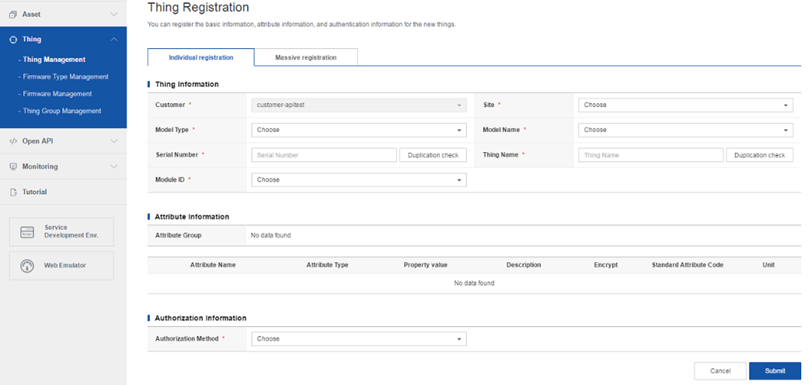 Asset
Thing
- Thing Management
- Firmware Type Management
- Firmware Management
- Thing Group Management
Open API
Monitoring
Tutorial
Service
Development Env.
Web Emulator
Thing Registration
You can register the basic information, attribute information, and authentication information for the new things.
Individual registration
Massive registration
Thing Information
Customer *
customer-apitest
Site *
Choose
Model Type *
Choose
Model Name *
Choose
Serial Number *
Serial Number
Duplication check
Thing Name *
Thing Name
Duplication check
Module ID *
Choose
Attribute Information
Attribute Group
No data found
Attribute Name
Attribute Type
Property value
Description
Encrypt
Standard Attribute Code
Unit
No data found
Authorization Information
Authorization Method *
Choose
Cancel
Submit